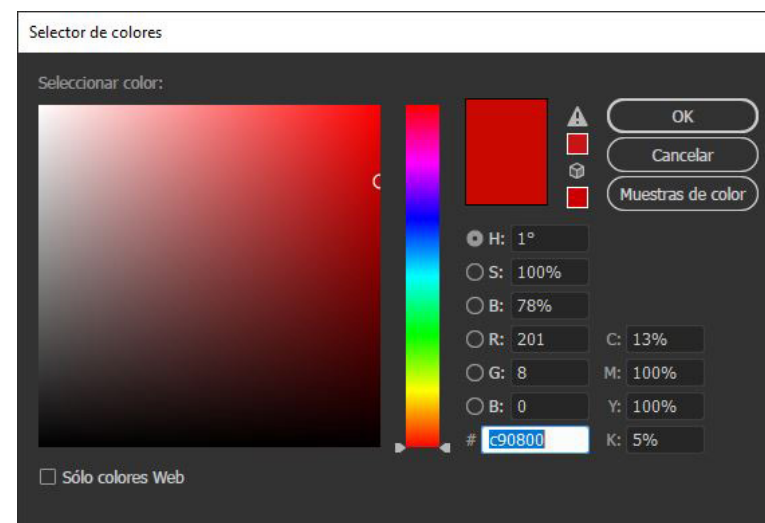 Selector de colores
Seleccionar color:
OK
Cancelar
Muestras de color
H: 1°
S: 100%
B: 78%
R: 201 C: 13%
G: 8 M: 100%
B: 0 Y: 100%
# c90800 K: 5%
Sólo colores Web